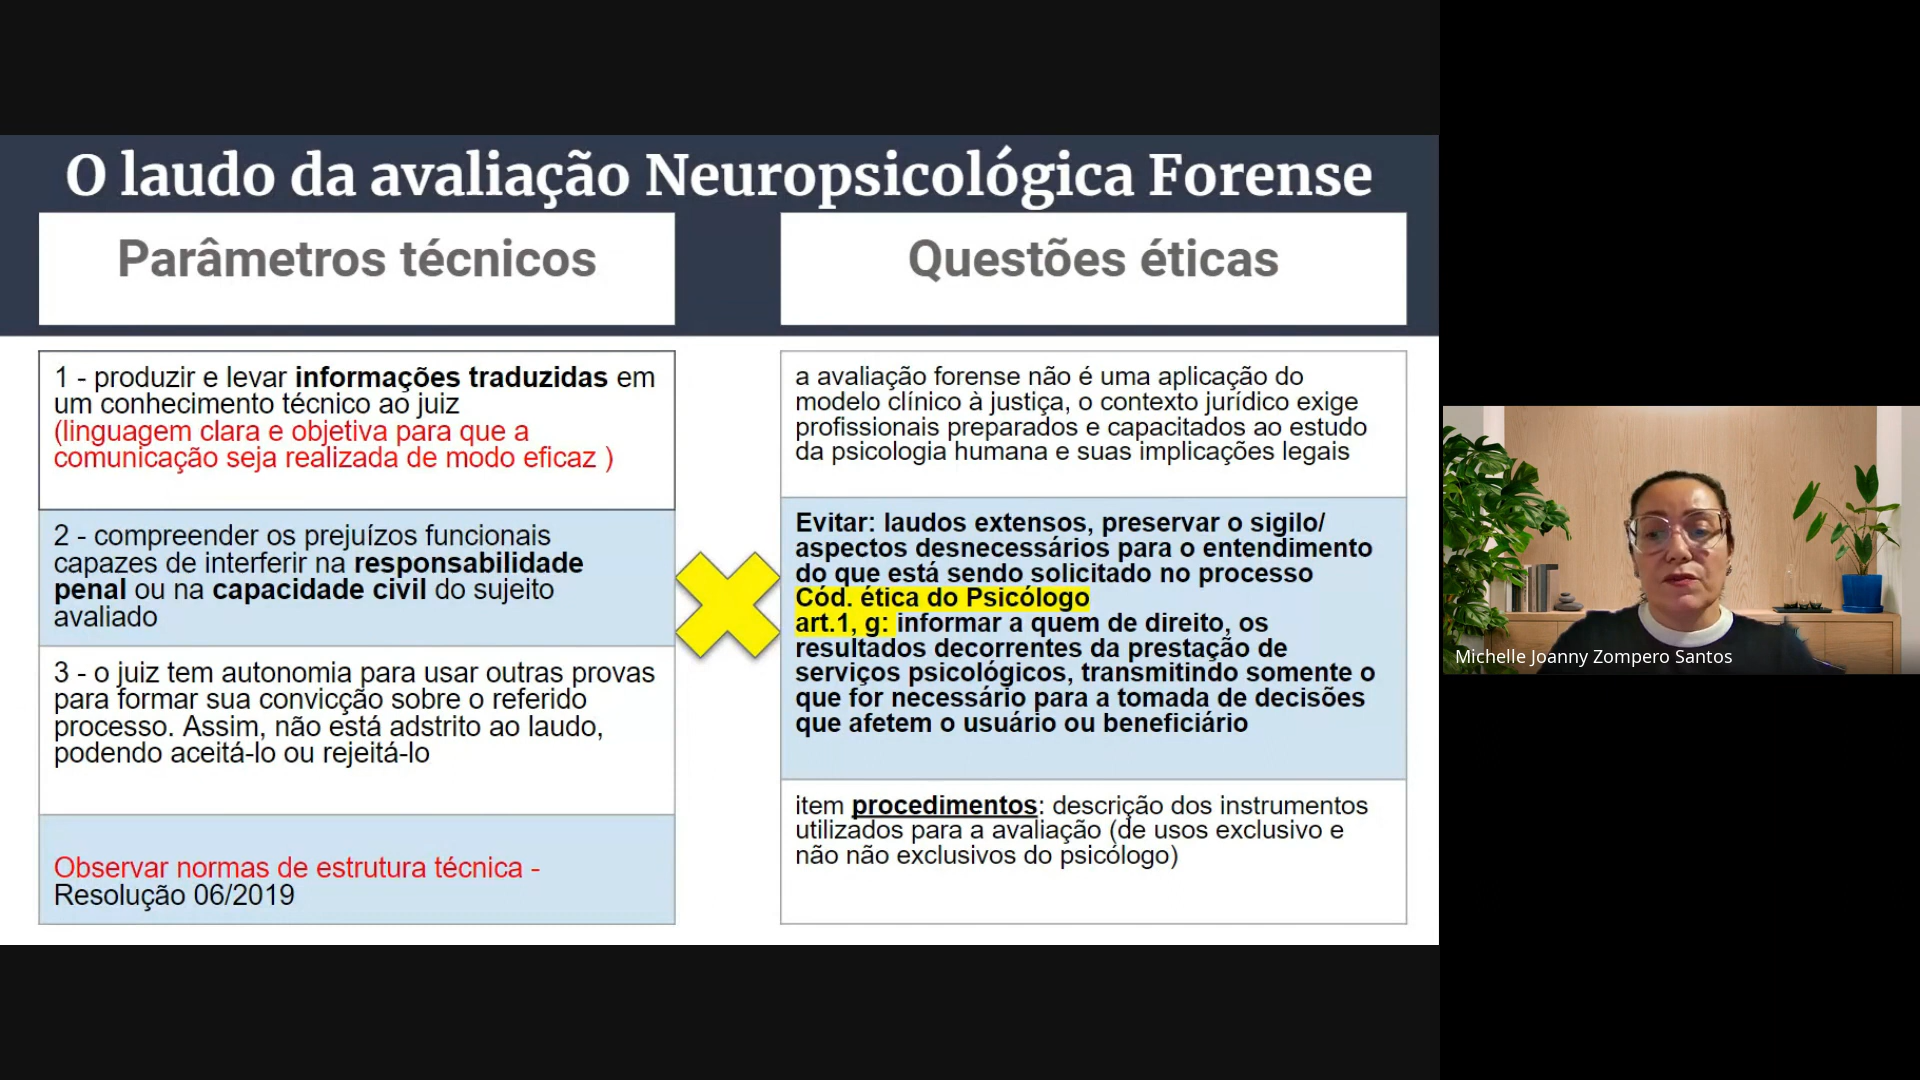 O laudo da avaliação Neuropsicológica Forense
Parâmetros técnicos
1 - produzir e levar informações traduzidas em
um conhecimento técnico ao juiz
(linguagem clara e objetiva para que a
comunicação seja realizada de modo eficaz )
2 - compreender os prejuízos funcionais
capazes de interferir na responsabilidade
penal ou na capacidade civil do sujeito
avaliado
3 - o juiz tem autonomia para usar outras provas
para formar sua convicção sobre o referido
processo. Assim, não está adstrito ao laudo,
podendo aceitá-lo ou rejeitá-lo
Observar normas de estrutura técnica -
Resolução 06/2019
Questões éticas
a avaliação forense não é uma aplicação do
modelo clínico à justiça, o contexto jurídico exige
profissionais preparados e capacitados ao estudo
da psicologia humana e suas implicações legais
Evitar: laudos extensos, preservar o sigilo/
aspectos desnecessários para o entendimento
do que está sendo solicitado no processo
Cód. ética do Psicólogo
art.1, g: informar a quem de direito, os
resultados decorrentes da prestação de
serviços psicológicos, transmitindo somente o
que for necessário para a tomada de decisões
que afetem o usuário ou beneficiário
item procedimentos: descrição dos instrumentos
utilizados para a avaliação (de usos exclusivo e
não não exclusivos do psicólogo)
Michelle Joanny Zompero Santos